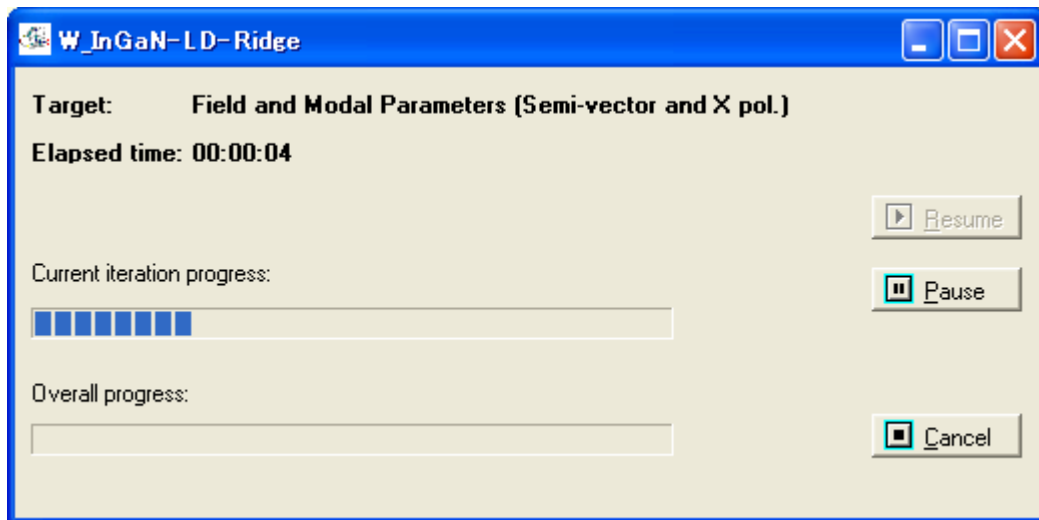 W_InGaN-LD-Ridge
Target: Field and Modal Parameters (Semi-vector and X pol.)
Elapsed time: 00:00:04
Resume
Current iteration progress:
Pause
Overall progress:
Cancel